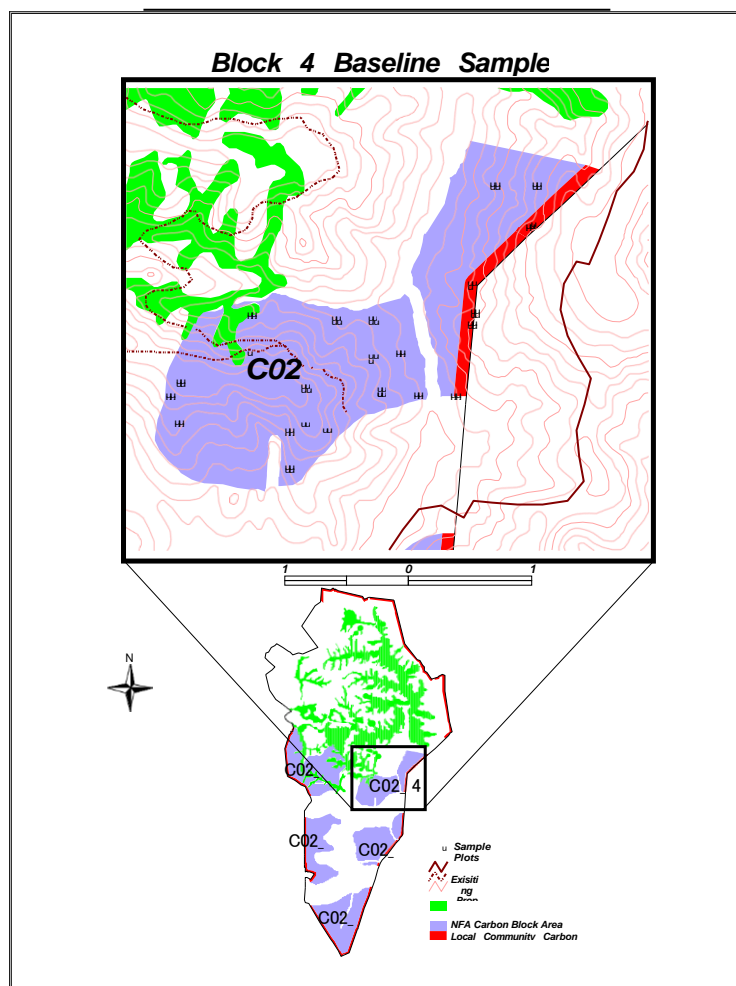 Block 4 Baseline Sample
C02
1 0 1
N
C02_
C02_ 4
C02_
C02_
C02_
u Sample
Plots
Exisiti
ng
NFA Carbon Block Area
Local Community Carbon